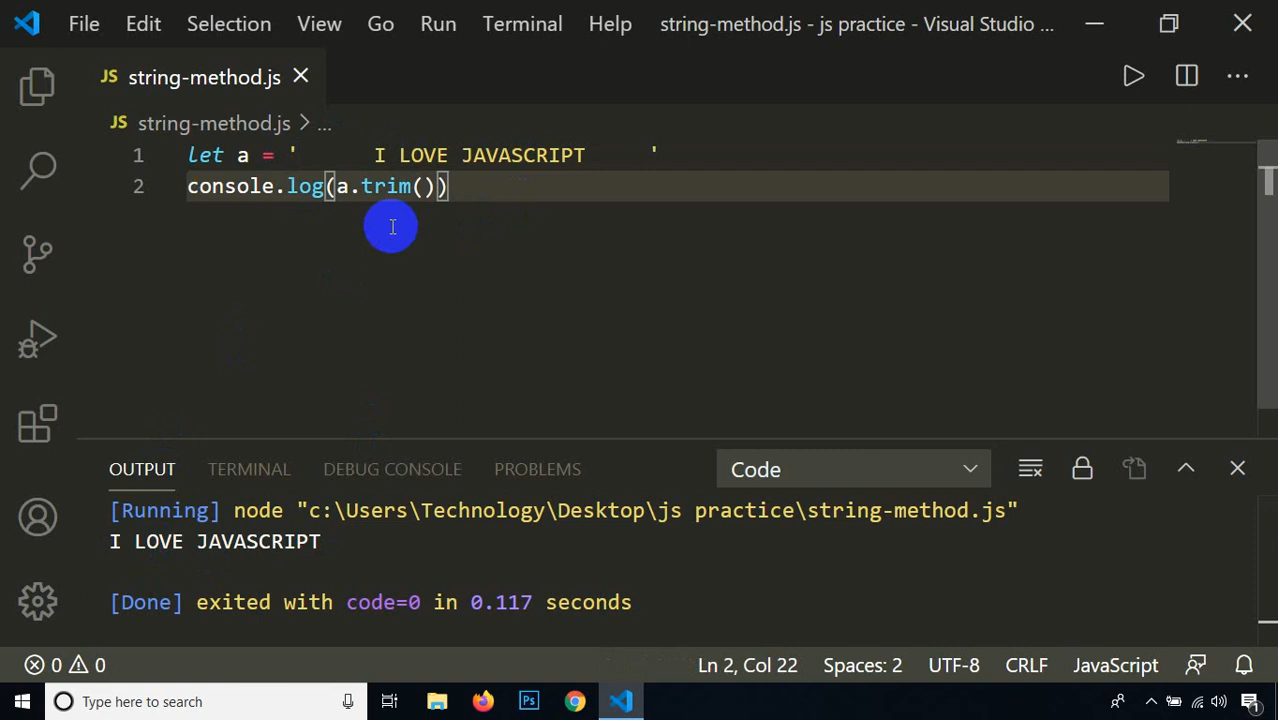 File Edit Selection View Go Run Terminal Help string-method.js - js practice - Visual Studio ...
JS string-method.js
JS string-method.js > ...
1 let a = '      I LOVE JAVASCRIPT     '
2 console.log(a.trim())
OUTPUT TERMINAL DEBUG CONSOLE PROBLEMS Code
[Running] node "c:\Users\Technology\Desktop\js practice\string-method.js"
I LOVE JAVASCRIPT
[Done] exited with code=0 in 0.117 seconds
0 0 Ln 2, Col 22 Spaces: 2 UTF-8 CRLF JavaScript
Type here to search Ps 1